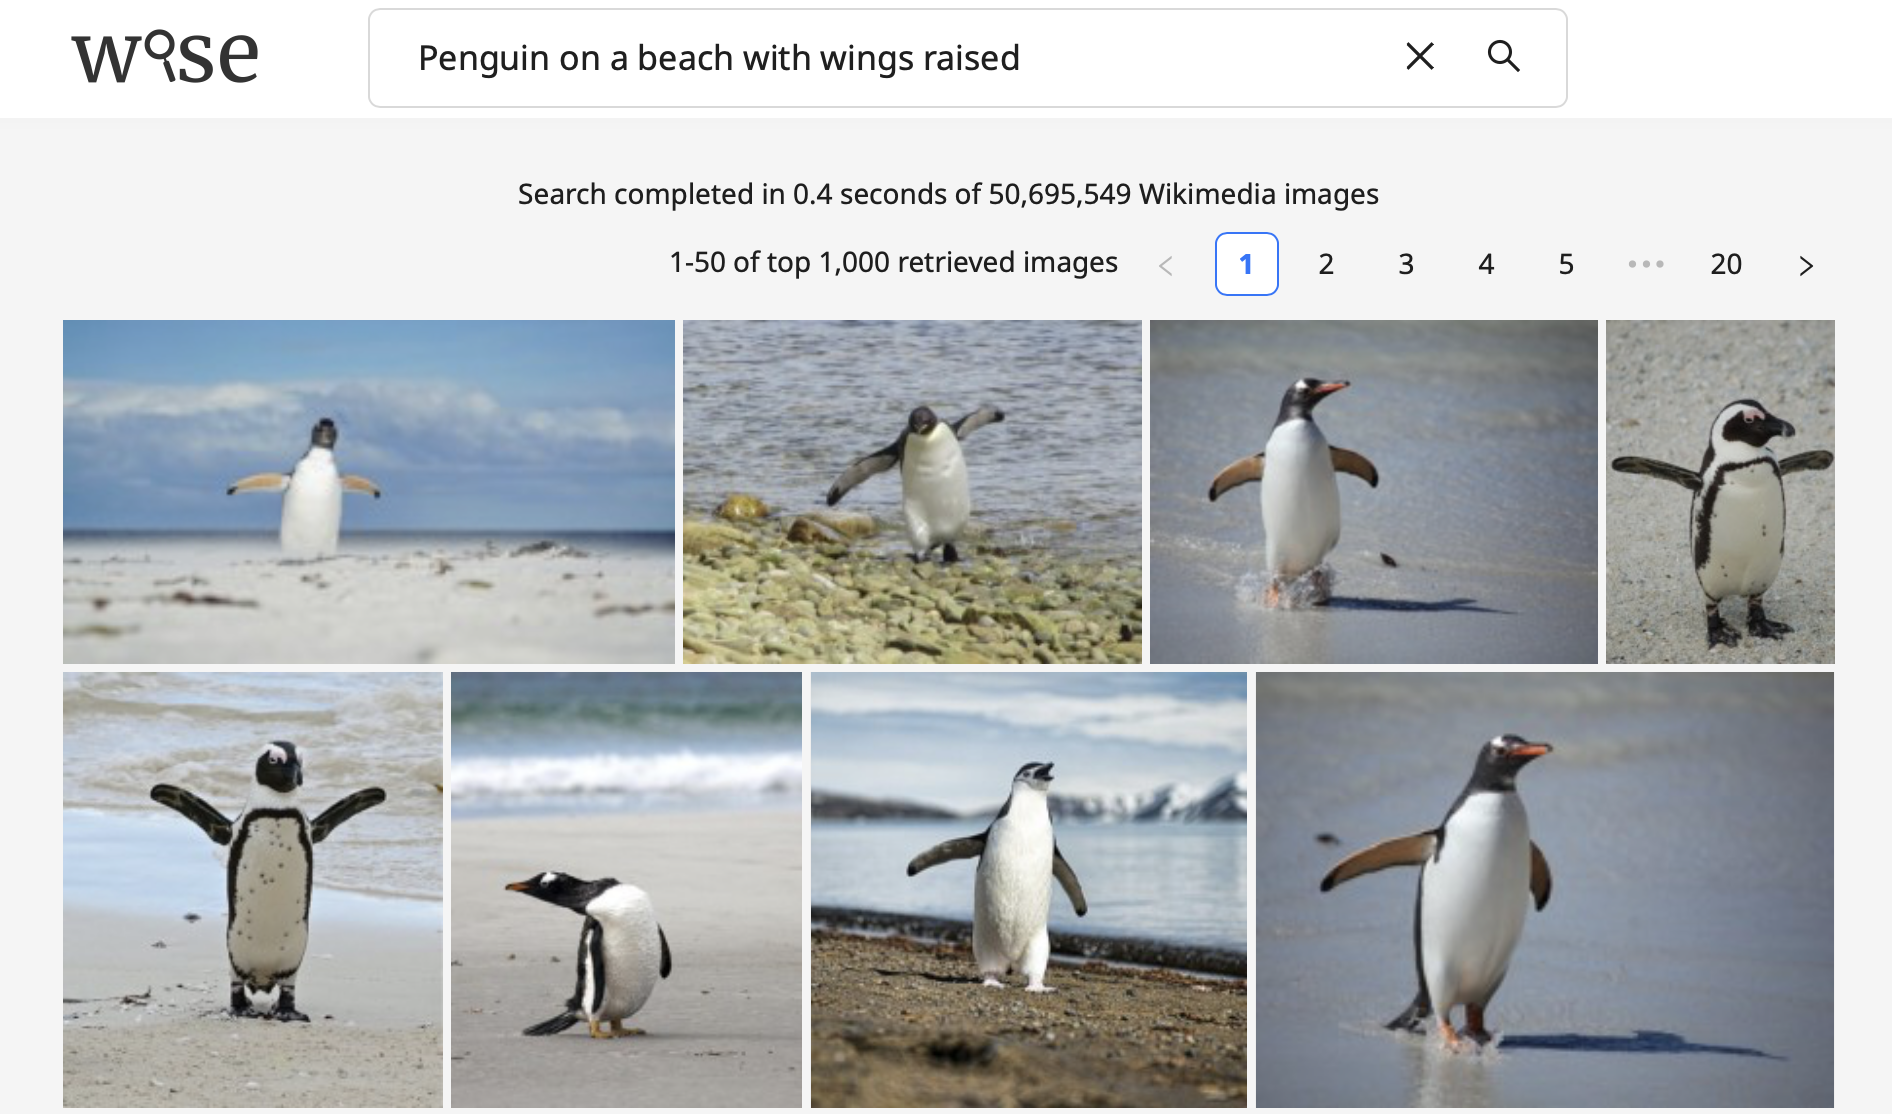 wise
Penguin on a beach with wings raised
Search completed in 0.4 seconds of 50,695,549 Wikimedia images
1-50 of top 1,000 retrieved images < 1 2 3 4 5 ••• 20 >